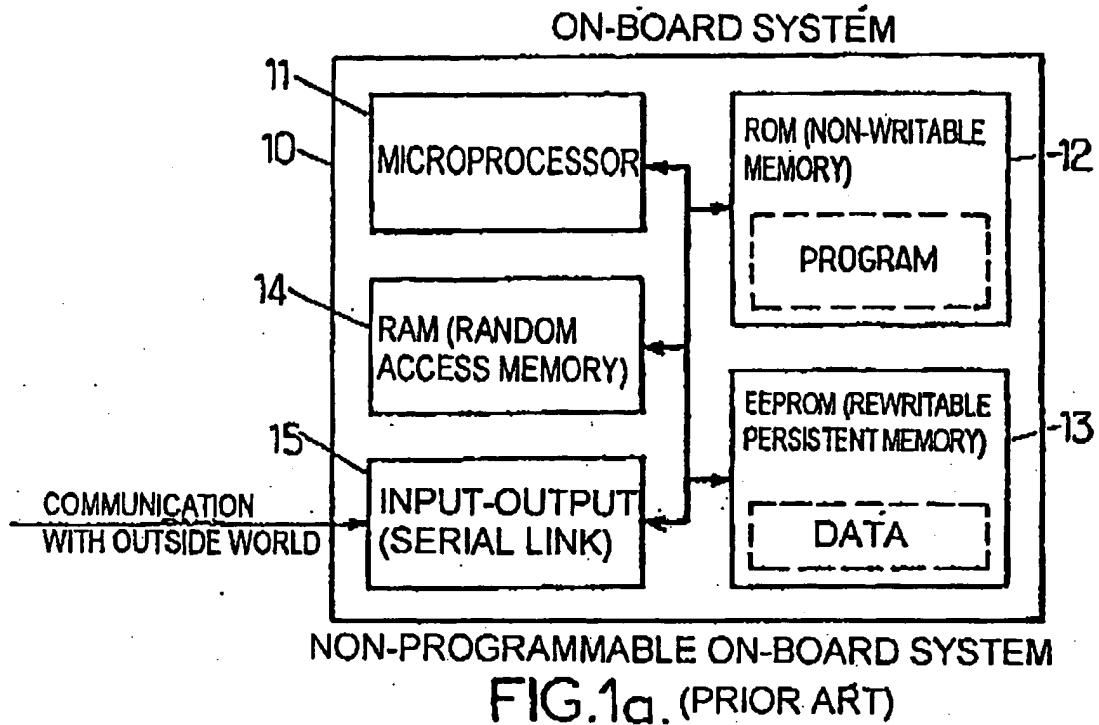 ON-BOARD SYSTEM
11
10
MICROPROCESSOR
ROM (NON-WRITABLE
MEMORY)
12
PROGRAM
14
RAM (RANDOM
ACCESS MEMORY)
EEPROM (REWRITABLE
PERSISTENT MEMORY)
13
DATA
15
INPUT-OUTPUT
(SERIAL LINK)
COMMUNICATION
WITH OUTSIDE WORLD
NON-PROGRAMMABLE ON-BOARD SYSTEM
FIG.1a. (PRIOR ART)